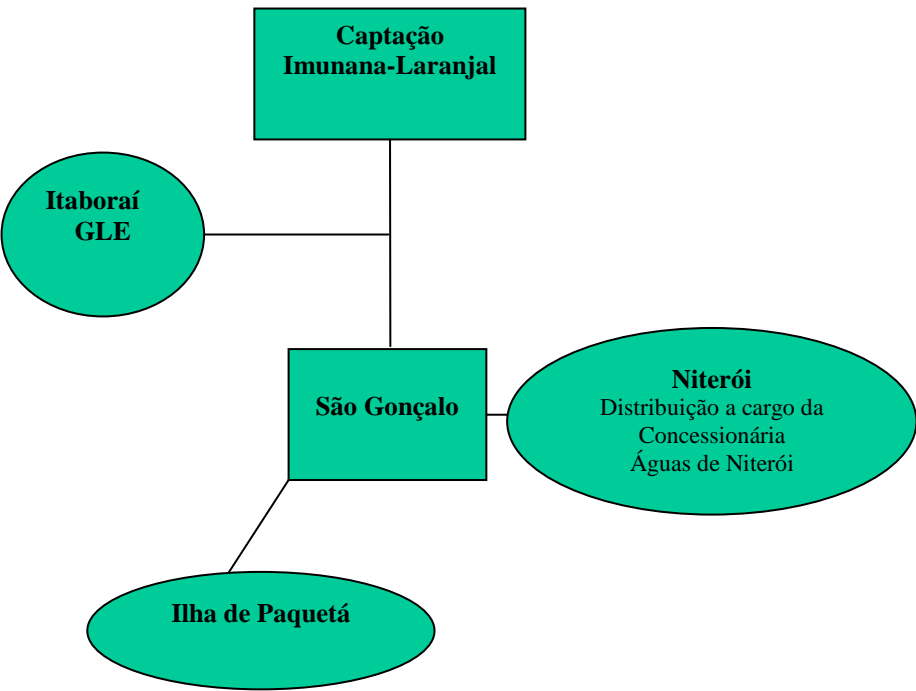 Captação
Imunana-Laranjal
Itaboraí
GLE
São Gonçalo
Niterói
Distribuição a cargo da
Concessionária
Águas de Niterói
Ilha de Paquetá